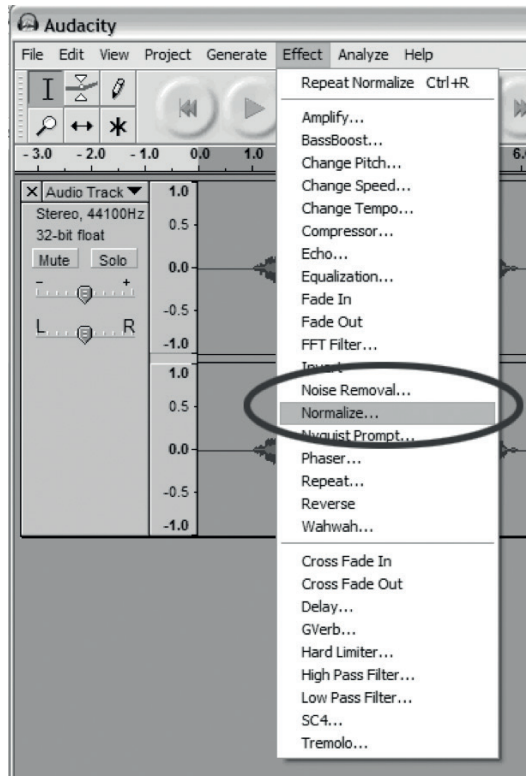 Audacity
File Edit View Project Generate Effect Analyze Help
- 3.0 - 2.0 - 1.0 0.0 1.0 6.
X Audio Track
Stereo, 44100Hz
32-bit float
Mute Solo
- +
L R
1.0
0.5
0.0
-0.5
-1.0
1.0
0.5
0.0
-0.5
-1.0
Repeat Normalize Ctrl+R
Amplify...
BassBoost...
Change Pitch...
Change Speed...
Change Tempo...
Compressor...
Echo...
Equalization...
Fade In
Fade Out
FFT Filter...
Invert
Noise Removal...
Normalize...
Nyquist Prompt...
Phaser...
Repeat...
Reverse
Wahwah...
Cross Fade In
Cross Fade Out
Delay...
GVerb...
Hard Limiter...
High Pass Filter...
Low Pass Filter...
SC4...
Tremolo...